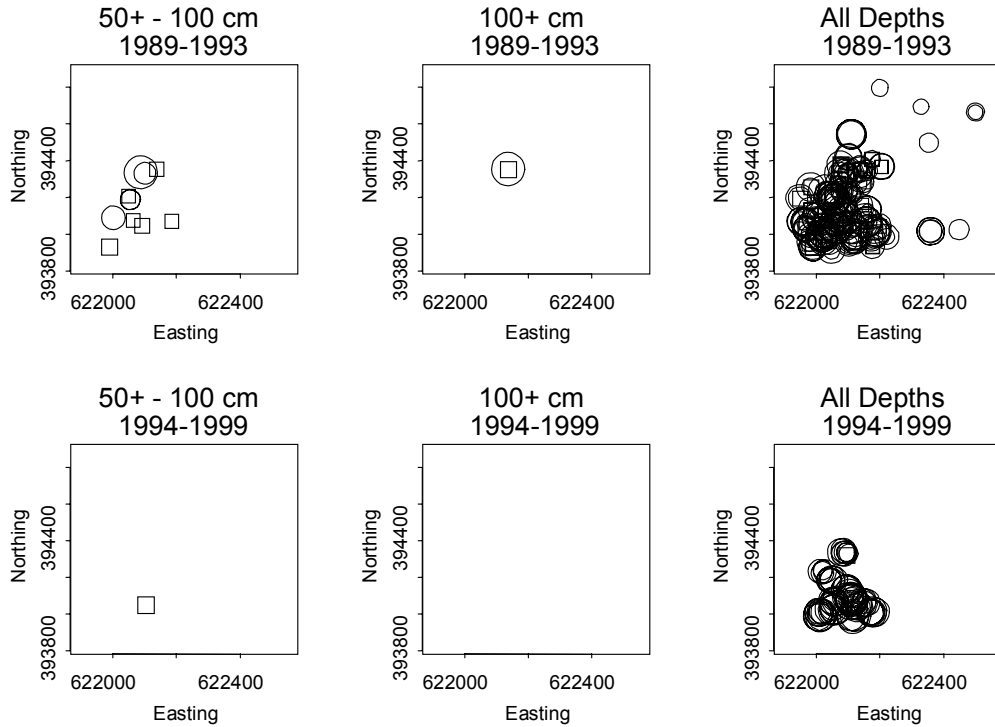 50+ - 100 cm
1989-1993
Northing
394400
393800
622000 622400
Easting
100+ cm
1989-1993
Northing
394400
393800
622000 622400
Easting
All Depths
1989-1993
Northing
394400
393800
622000 622400
Easting
50+ - 100 cm
1994-1999
Northing
394400
393800
622000 622400
Easting
100+ cm
1994-1999
Northing
394400
393800
622000 622400
Easting
All Depths
1994-1999
Northing
394400
393800
622000 622400
Easting